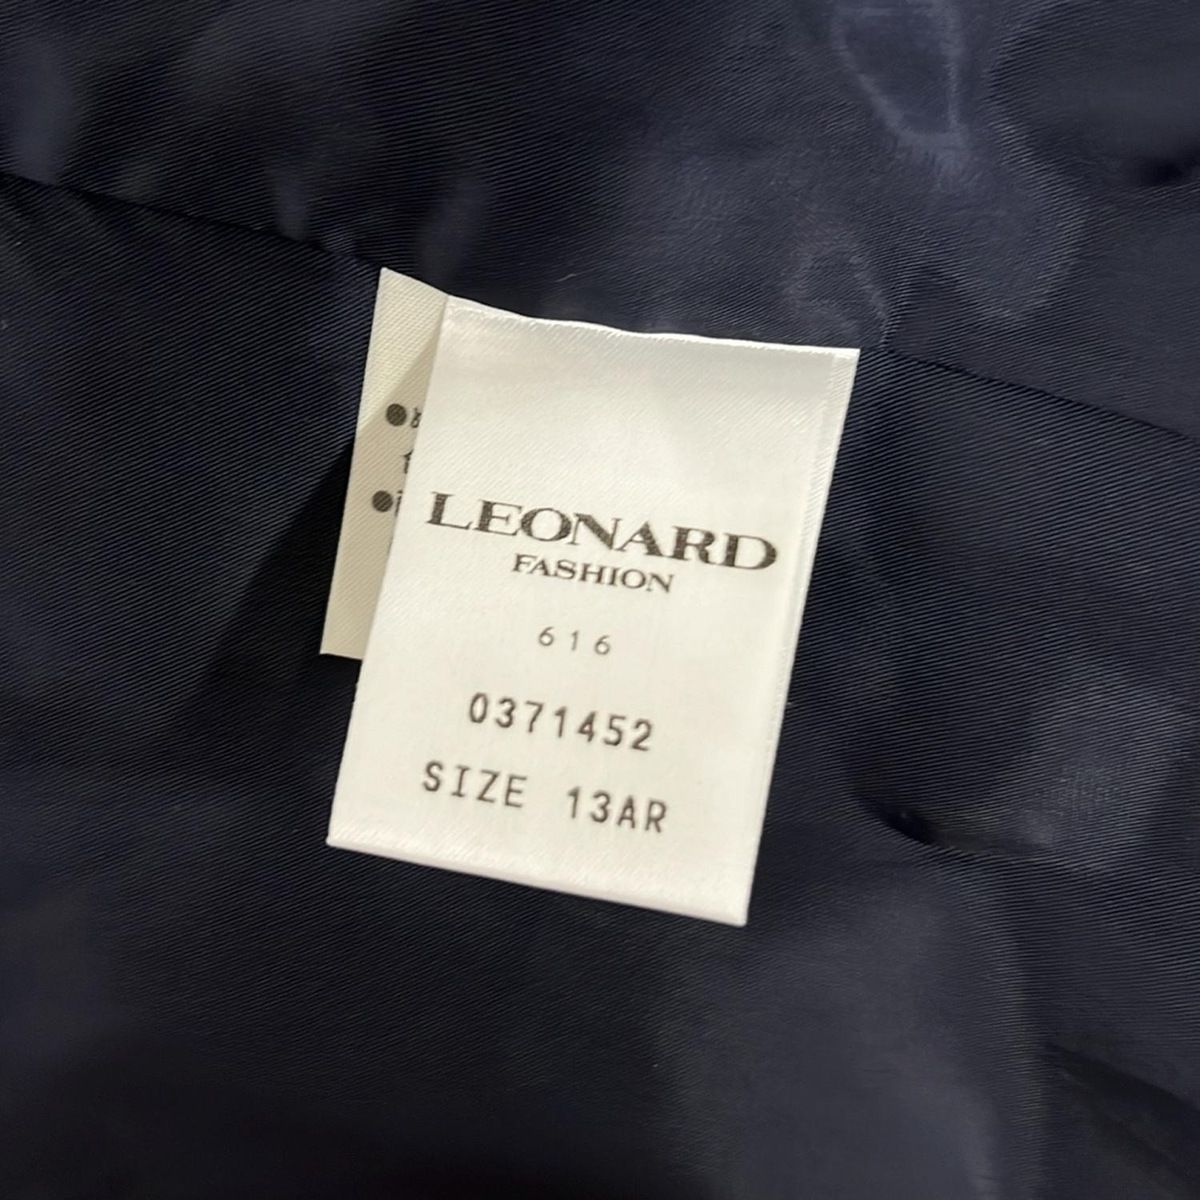 LEONARD
FASHION
616
0371452
SIZE 13AR